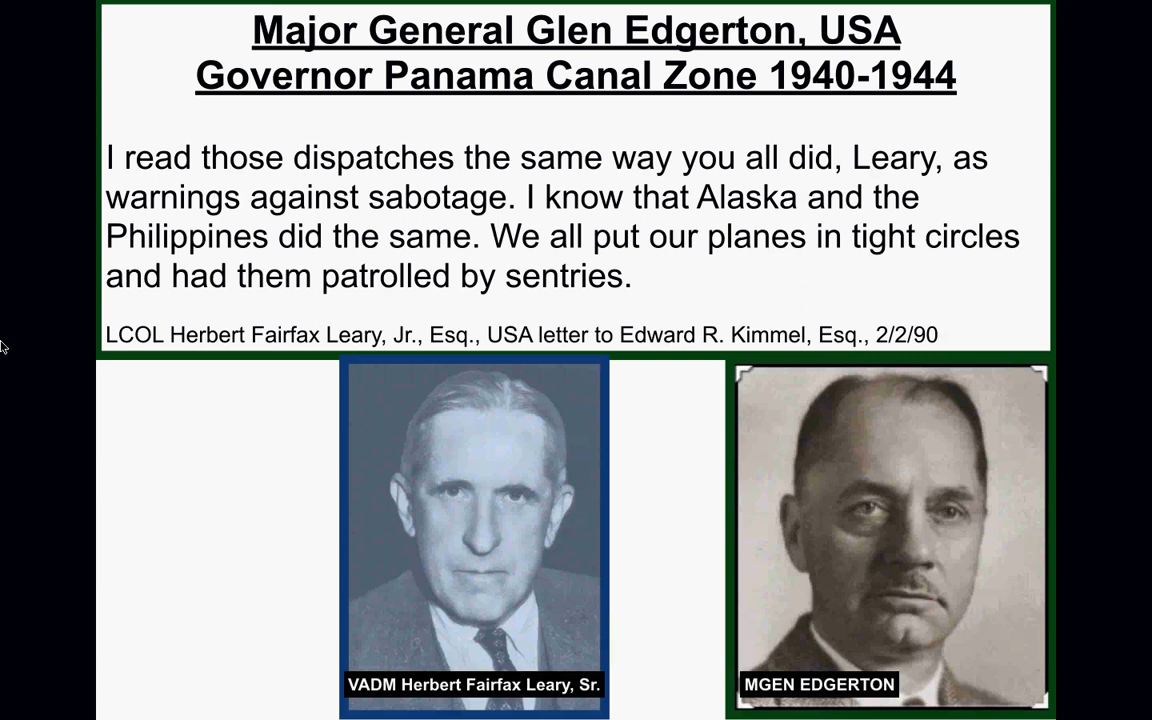 Major General Glen Edgerton, USA
Governor Panama Canal Zone 1940-1944
I read those dispatches the same way you all did, Leary, as
warnings against sabotage. I know that Alaska and the
Philippines did the same. We all put our planes in tight circles
and had them patrolled by sentries.
LCOL Herbert Fairfax Leary, Jr., Esq., USA letter to Edward R. Kimmel, Esq., 2/2/90
VADM Herbert Fairfax Leary, Sr.
MGEN EDGERTON